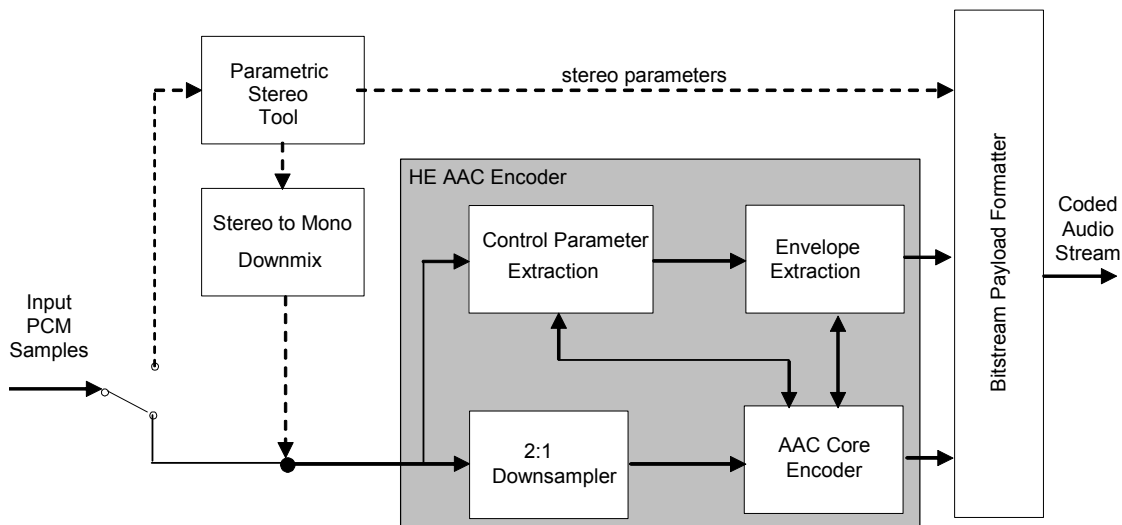 Parametric
Stereo
Tool
stereo parameters
Stereo to Mono
Downmix
Input
PCM
Samples
HE AAC Encoder
Control Parameter
Extraction
Envelope
Extraction
2:1
Downsampler
AAC Core
Encoder
Bitstream Payload Formatter
Coded
Audio
Stream